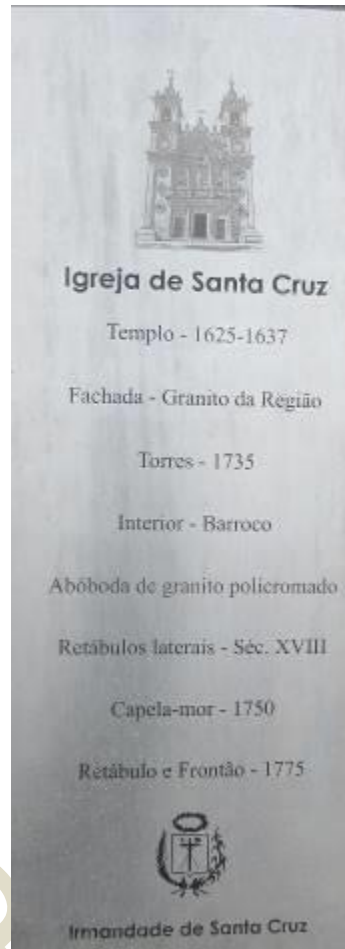 Igreja de Santa Cruz
Templo - 1625-1637
Fachada - Granito da Região
Torres - 1735
Interior - Barroco
Abóboda de granito policromado
Retábulos laterais - Séc. XVIII
Capela-mor - 1750
Retábulo e Frontão - 1775
Irmandade de Santa Cruz